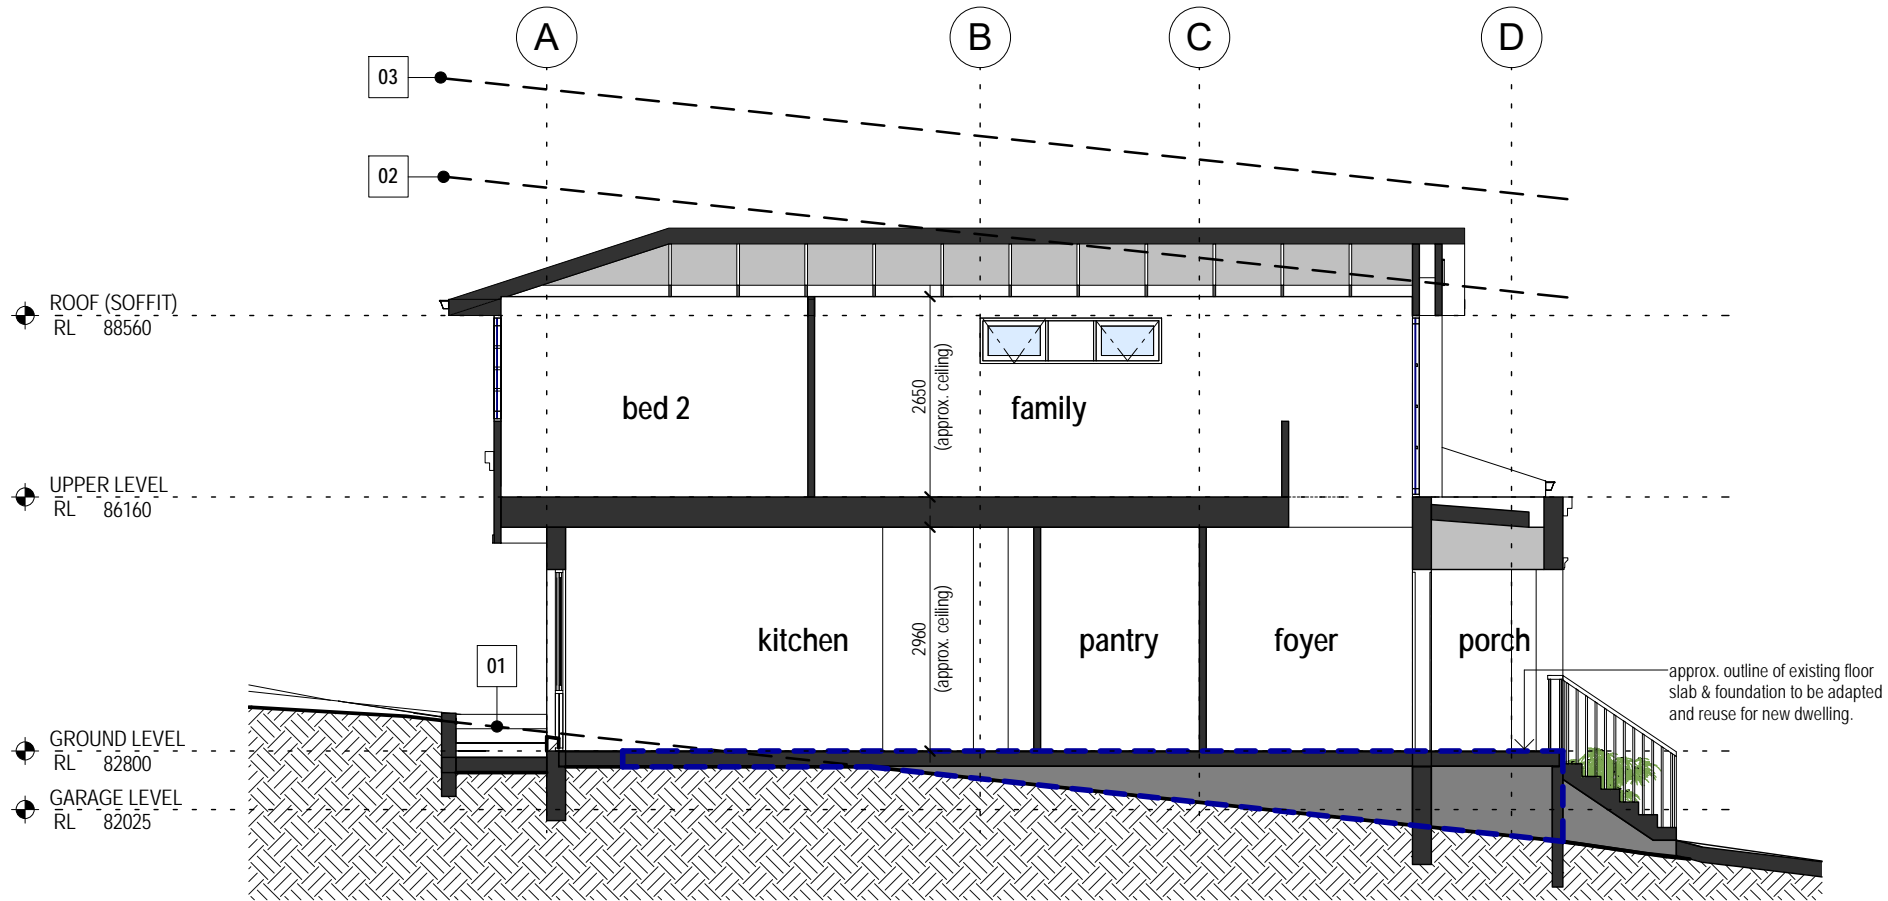 A
B
C
D
03
02
ROOF (SOFFIT)
RL 88560
2650
(approx. ceiling)
bed 2
family
UPPER LEVEL
RL 86160
2960
(approx. ceiling)
kitchen
pantry
foyer
porch
01
approx. outline of existing floor
slab & foundation to be adapted
and reuse for new dwelling.
GROUND LEVEL
RL 82800
GARAGE LEVEL
RL 82025